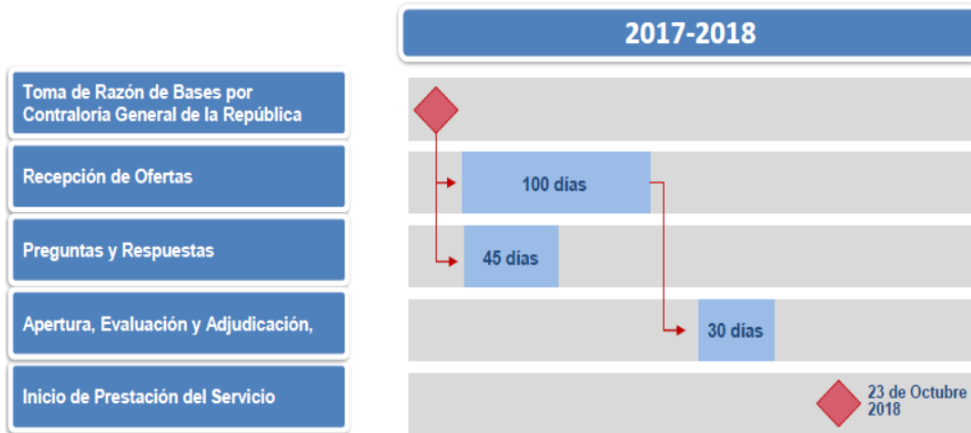 2017-2018
Toma de Razón de Bases por
Contraloría General de la República
Recepción de Ofertas
100 días
Preguntas y Respuestas
45 días
Apertura, Evaluación y Adjudicación,
30 días
Inicio de Prestación del Servicio
23 de Octubre
2018